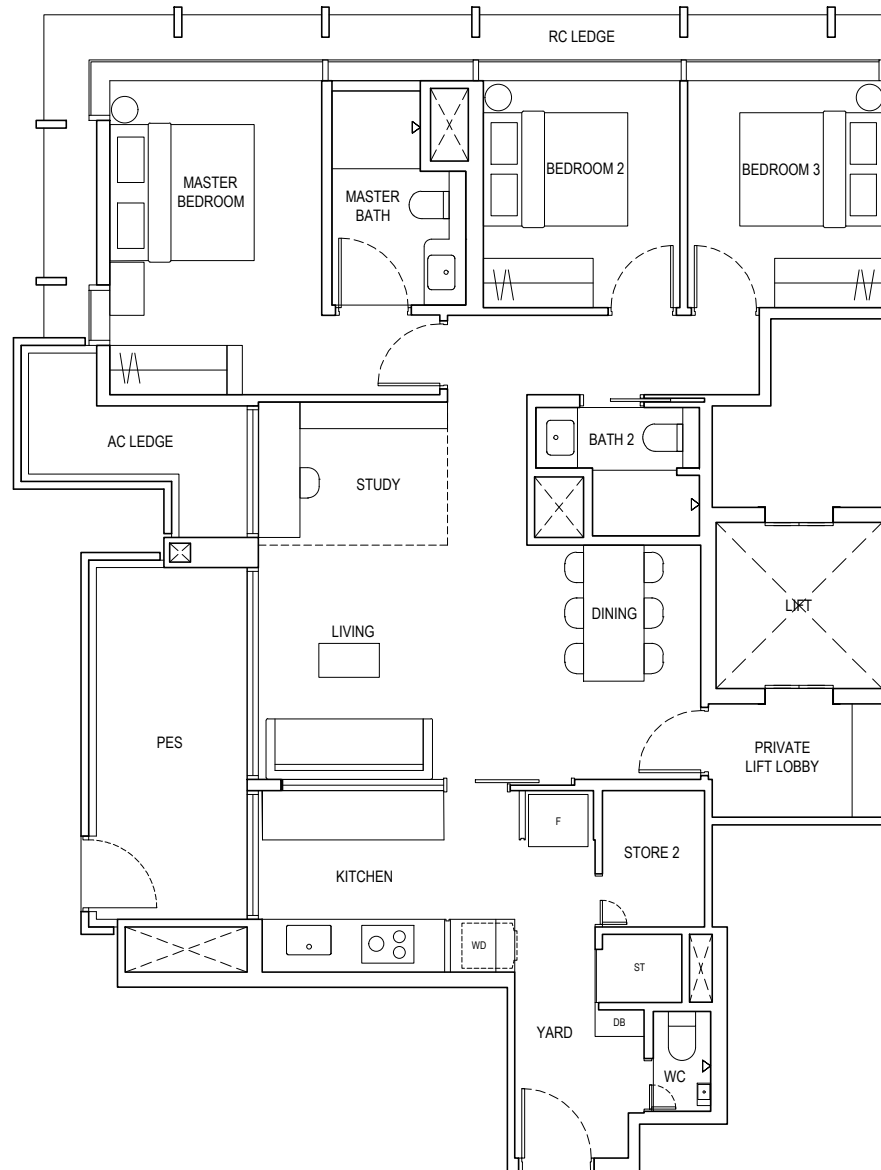 RC LEDGE
MASTER
BEDROOM
MASTER
BATH
BEDROOM 2
BEDROOM 3
AC LEDGE
STUDY
BATH 2
LIVING
DINING
LIFT
PES
PRIVATE
LIFT LOBBY
F
STORE 2
KITCHEN
WD
ST
DB
YARD
WC